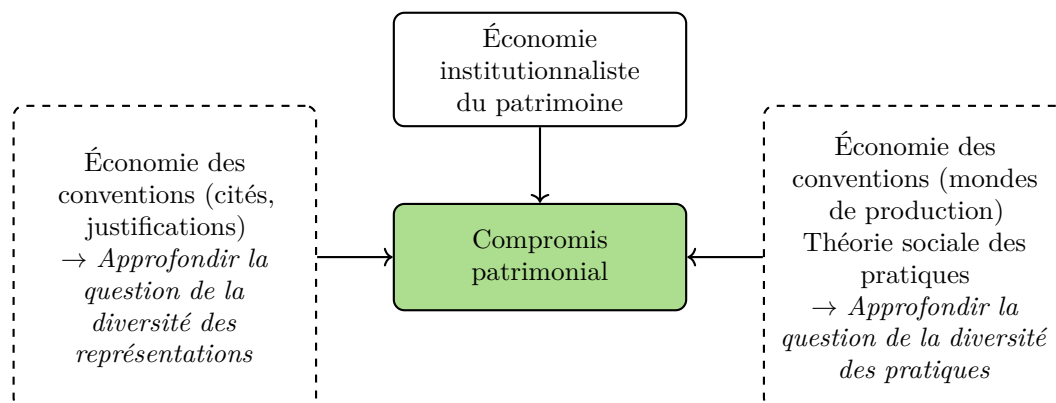 Économie
institutionnaliste
du patrimoine
Économie des
conventions (cités,
justifications)
→ Approfondir la
question de la
diversité des
représentations
Compromis
patrimonial
Économie des
conventions (mondes
de production)
Théorie sociale des
pratiques
→ Approfondir la
question de la diversité
des pratiques